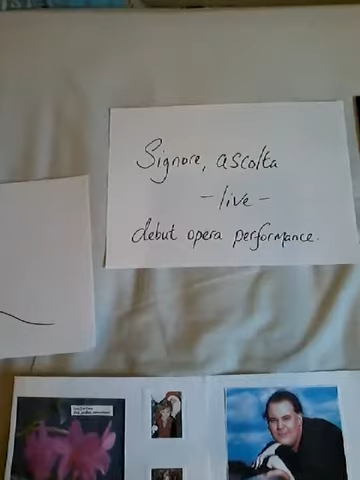 Signore, ascolta
- live -
debut opera performance.